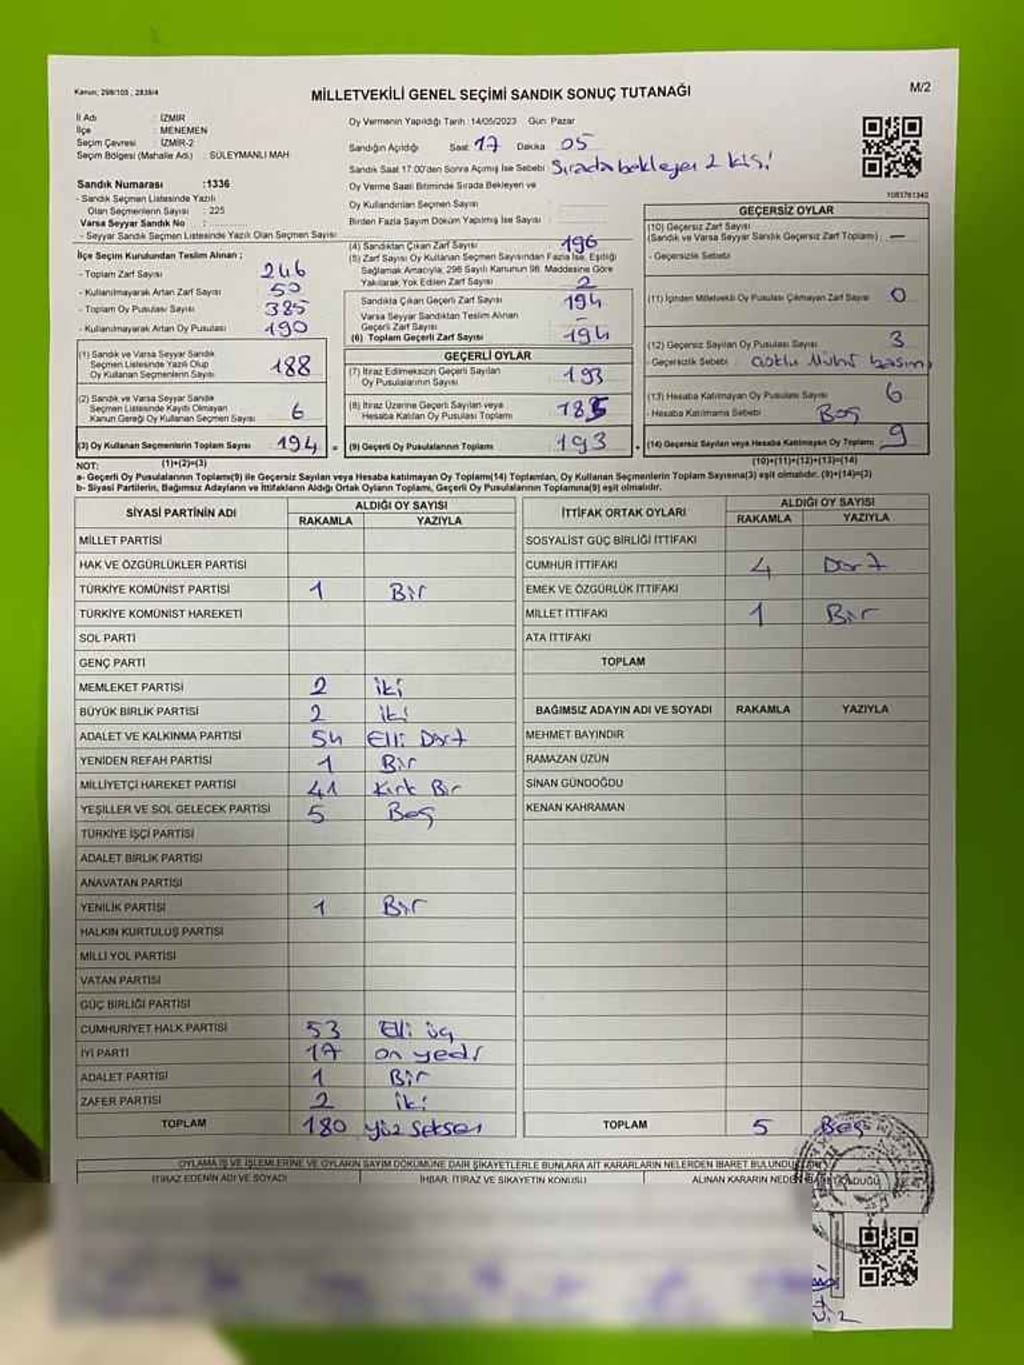 Kanun; 298/105 , 2839/4
MİLLETVEKİLİ GENEL SEÇİMİ SANDIK SONUÇ TUTANAĞI
M/2
İl Adı : İZMİR
İlçe : MENEMEN
Seçim Çevresi : İZMİR-2
Seçim Bölgesi (Mahalle Adı) : SÜLEYMANLI MAH
Oy Vermenin Yapıldığı Tarih :14/05/2023 Gün: Pazar
Sandığın Açıldığı Saat 17 Dakika 05
Sandık Saat 17:00'den Sonra Açılmış İse Sebebi Sırada bekleyen 2 kişi
Oy Verme Saati Bitiminde Sırada Bekleyen ve
Oy Kullandırılan Seçmen Sayısı
Birden Fazla Sayım Döküm Yapılmış İse Sayısı
Sandık Numarası :1336
- Sandık Seçmen Listesinde Yazılı
Olan Seçmenlerin Sayısı : 225
Varsa Seyyar Sandık No :
- Seyyar Sandık Seçmen Listesinde Yazılı Olan Seçmen Sayısı
İlçe Seçim Kurulundan Teslim Alınan ;
- Toplam Zarf Sayısı 246
- Kullanılmayarak Artan Zarf Sayısı 50
- Toplam Oy Pusulası Sayısı 385
- Kullanılmayarak Artan Oy Pusulası 190
(1) Sandık ve Varsa Seyyar Sandık
Seçmen Listesinde Yazılı Olup
Oy Kullanan Seçmenlerin Sayısı 188
(2) Sandık ve Varsa Seyyar Sandık
Seçmen Listesinde Kayıtlı Olmayan
Kanun Gereği Oy Kullanan Seçmen Sayısı 6
(3) Oy Kullanan Seçmenlerin Toplam Sayısı 194 =
(1)+(2)=(3)
(4) Sandıktan Çıkan Zarf Sayısı 196
(5) Zarf Sayısı Oy Kullanan Seçmen Sayısından Fazla İse, Eşitliği
Sağlamak Amacıyla, 298 Sayılı Kanunun 98. Maddesine Göre
Yakılarak Yok Edilen Zarf Sayısı 2
Sandıkta Çıkan Geçerli Zarf Sayısı 194
Varsa Seyyar Sandıktan Teslim Alınan
Geçerli Zarf Sayısı -
(6) Toplam Geçerli Zarf Sayısı 194
GEÇERLİ OYLAR
(7) İtiraz Edilmeksizin Geçerli Sayılan
Oy Pusulalarının Sayısı 193
(8) İtiraz Üzerine Geçerli Sayılan veya
Hesaba Katılan Oy Pusulası Toplamı
(9) Geçerli Oy Pusulalarının Toplamı 193 +
1083781340
GEÇERSİZ OYLAR
(10) Geçersiz Zarf Sayısı
(Sandık ve Varsa Seyyar Sandık Geçersiz Zarf Toplamı) : —
- Geçersizlik Sebebi
(11) İçinden Milletvekili Oy Pusulası Çıkmayan Zarf Sayısı 0
(12) Geçersiz Sayılan Oy Pusulası Sayısı 3
- Geçersizlik Sebebi
(13) Hesaba Katılmayan Oy Pusulası Sayısı 6
- Hesaba Katılmama Sebebi Boş
(14) Geçersiz Sayılan veya Hesaba Katılmayan Oy Toplamı 9
(10)+(11)+(12)+(13)=(14)
NOT:
a- Geçerli Oy Pusulalarının Toplamı(9) ile Geçersiz Sayılan veya Hesaba katılmayan Oy Toplamı(14) Toplamları, Oy Kullanan Seçmenlerin Toplam Sayısına(3) eşit olmalıdır. (9)+(14)=(3)
b- Siyasi Partilerin, Bağımsız Adayların ve İttifakların Aldığı Ortak Oyların Toplamı, Geçerli Oy Pusulalarının Toplamına(9) eşit olmalıdır.
SİYASİ PARTİNİN ADI ALDIĞI OY SAYISI
RAKAMLA YAZIYLA
MİLLET PARTİSİ
HAK VE ÖZGÜRLÜKLER PARTİSİ
TÜRKİYE KOMÜNİST PARTİSİ 1 Bir
TÜRKİYE KOMÜNİST HAREKETİ
SOL PARTİ
GENÇ PARTİ
MEMLEKET PARTİSİ 2 iki
BÜYÜK BİRLİK PARTİSİ 2 iki
ADALET VE KALKINMA PARTİSİ 54 Elli Dört
YENİDEN REFAH PARTİSİ 1 Bir
MİLLİYETÇİ HAREKET PARTİSİ 41 Kırk Bir
YEŞİLLER VE SOL GELECEK PARTİSİ 5 Beş
TÜRKİYE İŞÇİ PARTİSİ
ADALET BİRLİK PARTİSİ
ANAVATAN PARTİSİ
YENİLİK PARTİSİ 1 Bir
HALKIN KURTULUŞ PARTİSİ
MİLLİ YOL PARTİSİ
VATAN PARTİSİ
GÜÇ BİRLİĞİ PARTİSİ
CUMHURİYET HALK PARTİSİ 53 Elli üç
İYİ PARTİ 17 on yedi
ADALET PARTİSİ 1 Bir
ZAFER PARTİSİ 2 iki
TOPLAM 180 Yüz Seksen
İTTİFAK ORTAK OYLARI ALDIĞI OY SAYISI
RAKAMLA YAZIYLA
SOSYALİST GÜÇ BİRLİĞİ İTTİFAKI
CUMHUR İTTİFAKI 4 Dört
EMEK VE ÖZGÜRLÜK İTTİFAKI
MİLLET İTTİFAKI 1 Bir
ATA İTTİFAKI
TOPLAM
BAĞIMSIZ ADAYIN ADI VE SOYADI RAKAMLA YAZIYLA
MEHMET BAYINDIR
RAMAZAN ÜZÜN
SİNAN GÜNDOĞDU
KENAN KAHRAMAN
TOPLAM 5 Beş
OYLAMA İŞ VE İŞLEMLERİNE VE OYLARIN SAYIM DÖKÜMÜNE DAİR ŞİKAYETLERLE BUNLARA AİT KARARLARIN NELERDEN İBARET BULUNDUĞU
İTİRAZ EDENİN ADI VE SOYADI İHBAR, İTİRAZ VE ŞİKAYETİN KONUSU ALINAN KARARIN NEDEN İBARET OLDUĞU